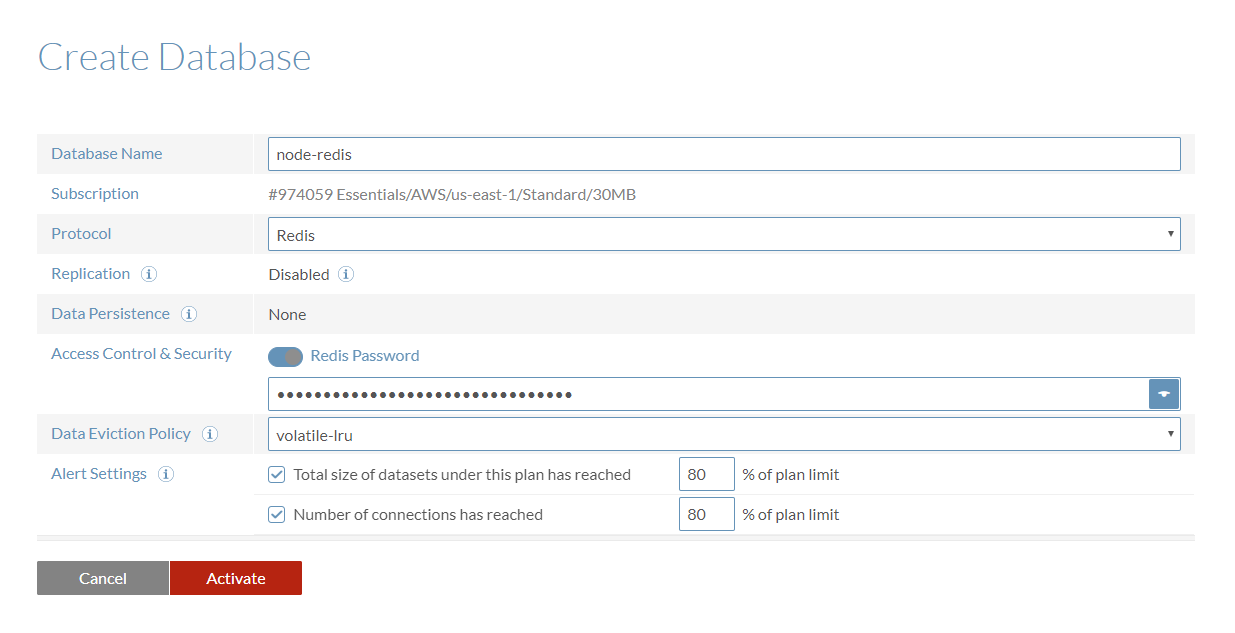 Create Database
Database Name node-redis
Subscription #974059 Essentials/AWS/us-east-1/Standard/30MB
Protocol Redis
Replication i Disabled i
Data Persistence i None
Access Control & Security Redis Password
••••••••••••••••••••••••••••••••
Data Eviction Policy i volatile-lru
Alert Settings i Total size of datasets under this plan has reached 80 % of plan limit
Number of connections has reached 80 % of plan limit
Cancel Activate